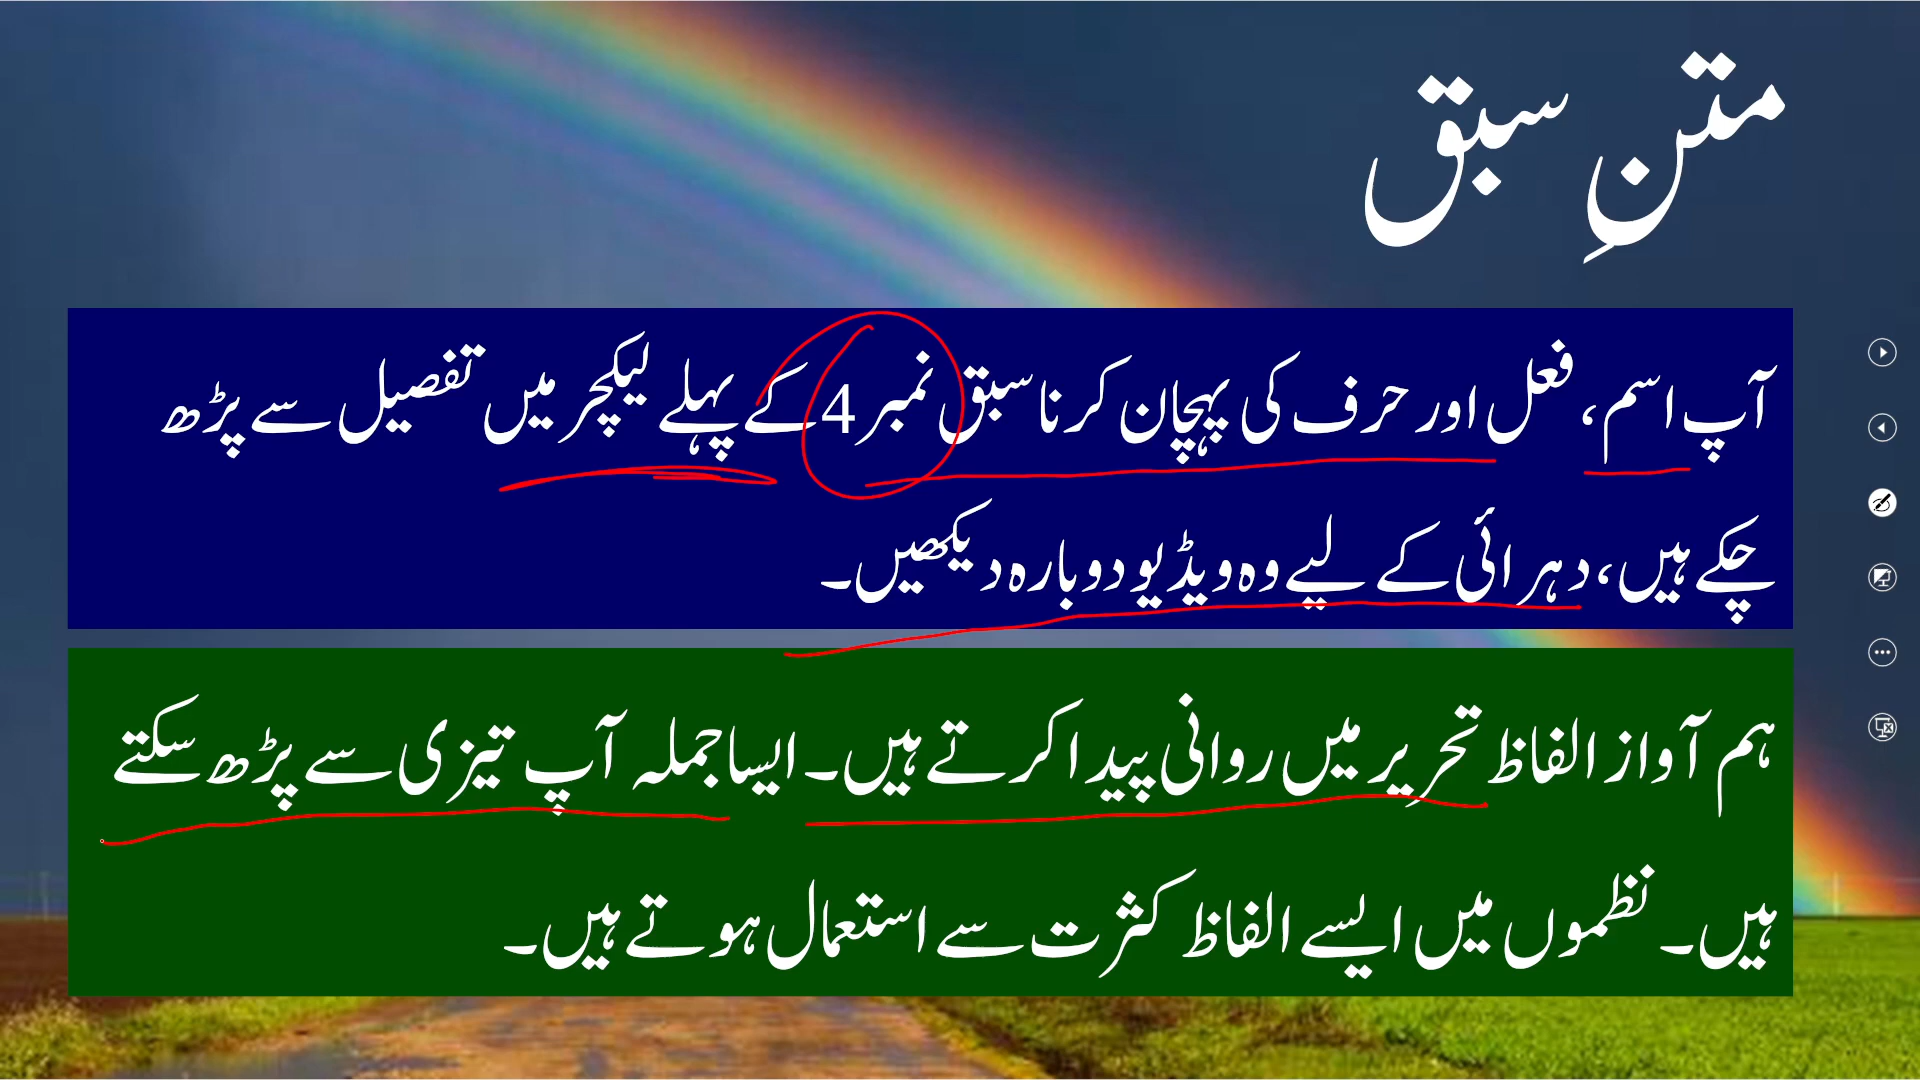 متنِ سبق
آپ اسم، فعل اور حرف کی پہچان کرنا سبق نمبر 4 کے پہلے لیکچر میں تفصیل سے پڑھ
چکے ہیں، دہرائی کے لیے وہ ویڈیو دوبارہ دیکھیں۔
ہم آواز الفاظ تحریر میں روانی پیدا کرتے ہیں۔ ایسا جملہ آپ تیزی سے پڑھ سکتے
ہیں۔ نظموں میں ایسے الفاظ کثرت سے استعمال ہوتے ہیں۔